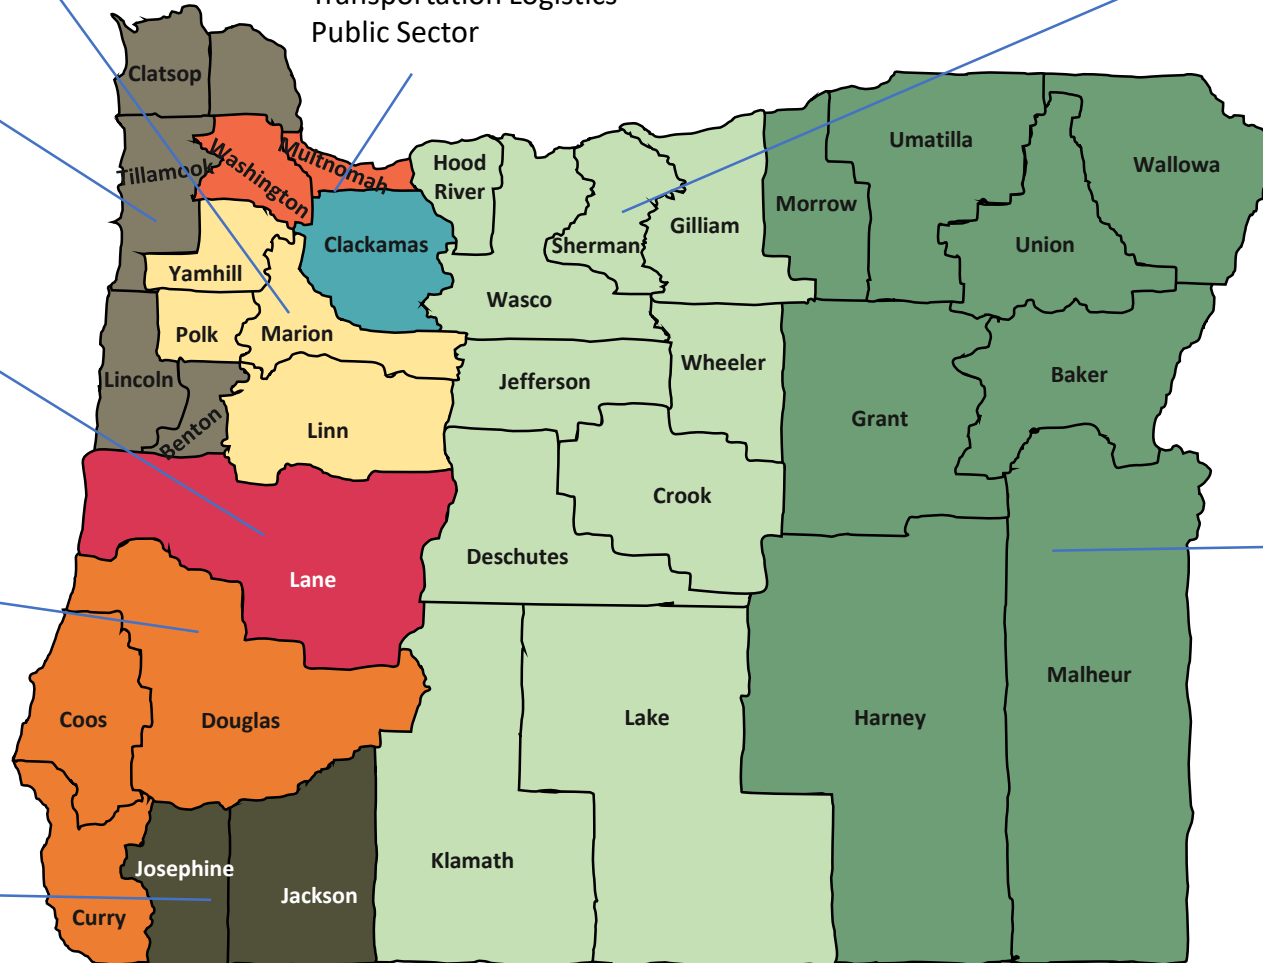 Transportation Logistics
Public Sector
Clatsop
Tillamook
Washington
Multnomah
Hood
River
Clackamas
Yamhill
Polk
Marion
Lincoln
Benton
Linn
Lane
Coos
Douglas
Curry
Josephine
Jackson
Sherman
Gilliam
Wasco
Wheeler
Jefferson
Crook
Deschutes
Klamath
Lake
Morrow
Umatilla
Union
Wallowa
Grant
Baker
Harney
Malheur